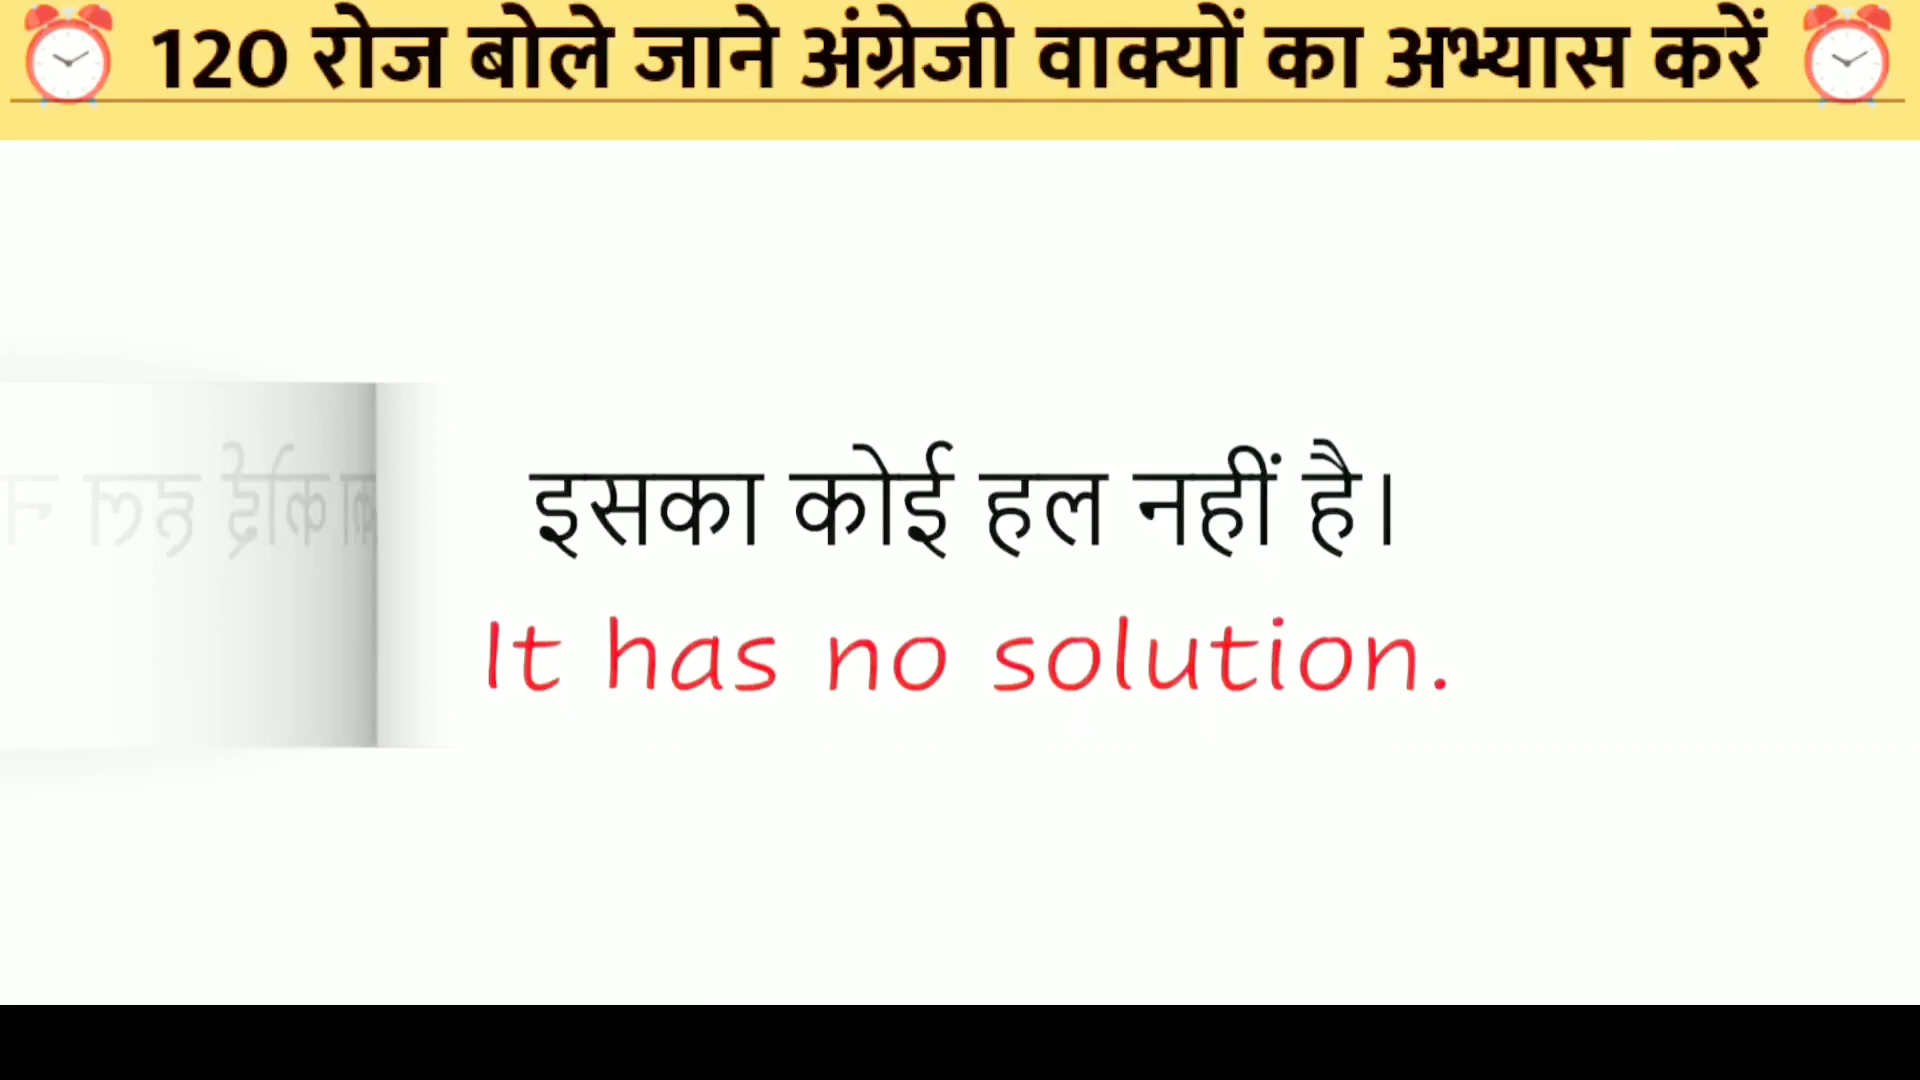 120 रोज बोले जाने अंग्रेजी वाक्यों का अभ्यास करें
इसका कोई हल नहीं है।
It has no solution.